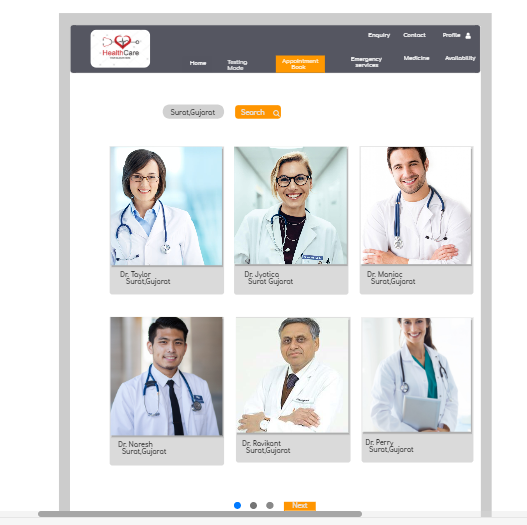 Enquiry Contact Profile
HealthCare
Home Testing Mode Appointment Book Emergency services Medicine Availability
Surat,Gujarat Search
Dr. Taylor
Surat,Gujarat
Dr. Jyotica
Surat Gujarat
Dr. Maniac
Surat,Gujarat
Dr. Naresh
Surat,Gujarat
Dr. Ravikant
Surat,Gujarat
Dr. Perry
Surat,Gujarat
Next